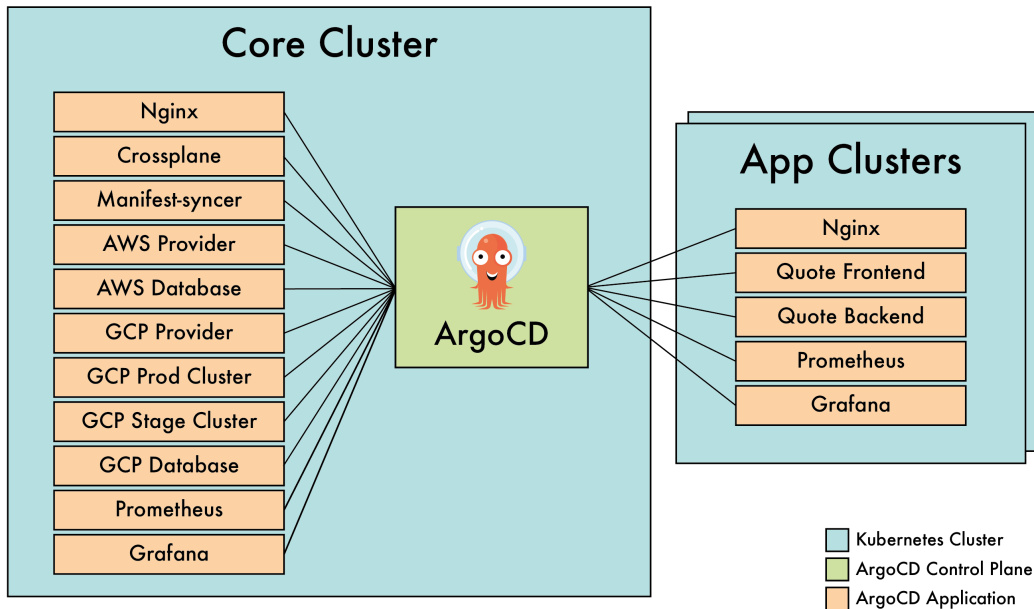 Core Cluster
Nginx
Crossplane
Manifest-syncer
AWS Provider
AWS Database
GCP Provider
GCP Prod Cluster
GCP Stage Cluster
GCP Database
Prometheus
Grafana
ArgoCD
App Clusters
Nginx
Quote Frontend
Quote Backend
Prometheus
Grafana
Kubernetes Cluster
ArgoCD Control Plane
ArgoCD Application